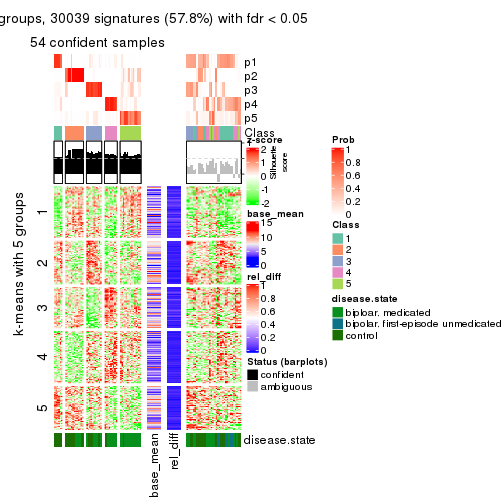 groups, 30039 signatures (57.8%) with fdr < 0.05
54 confident samples
p1
p2
p3
p4
p5
Class
1
Silhouette
score
k-means with 5 groups
1
2
3
4
5
base_mean
rel_diff
disease.state
z-score
2
1
0
-1
-2
base_mean
15
10
5
0
rel_diff
1
0.8
0.6
0.4
0.2
0
Status (barplots)
confident
ambiguous
Prob
1
0.8
0.6
0.4
0.2
0
Class
1
2
3
4
5
disease.state
bipolar. medicated
bipolar. first-episode unmedicated
control